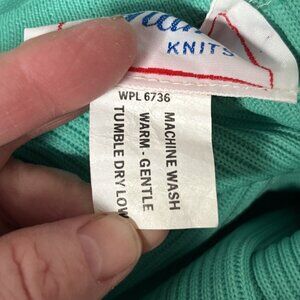 KNITS
WPL 6736
MACHINE WASH
WARM - GENTLE
TUMBLE DRY LOW